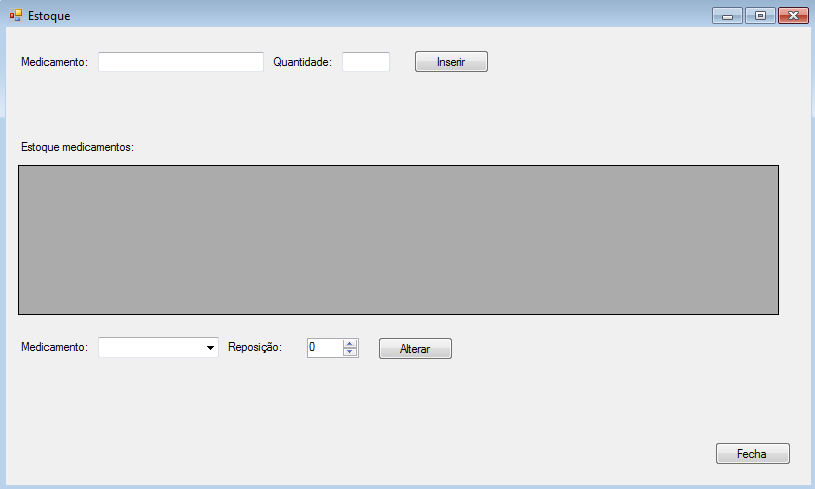 Estoque
Medicamento: Quantidade: Inserir
Estoque medicamentos:
Medicamento: Reposição: 0 Alterar
Fecha